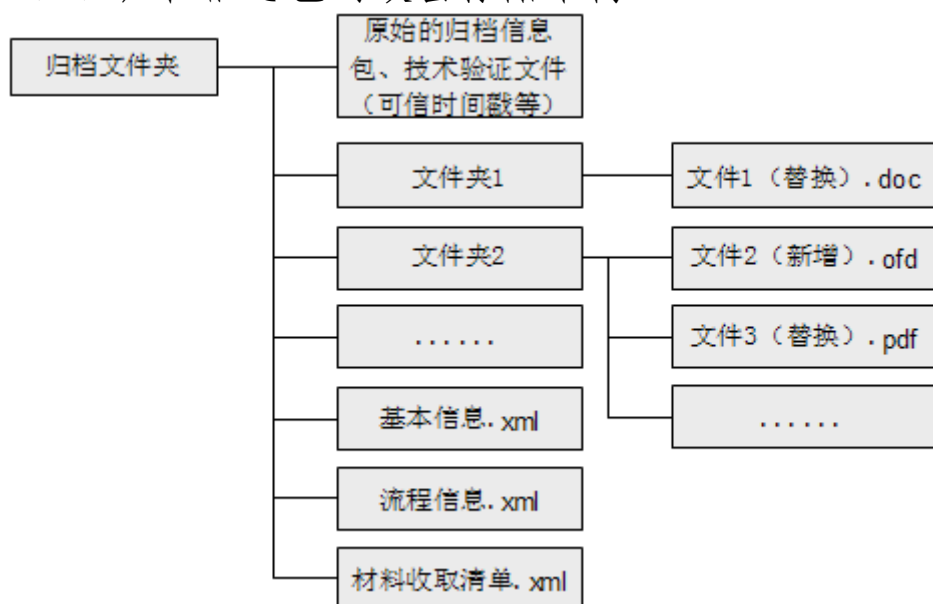 归档文件夹
原始的归档信息
包、技术验证文件
（可信时间戳等）
文件夹1
文件1（替换）.doc
文件夹2
文件2（新增）.ofd
......
文件3（替换）.pdf
基本信息.xml
......
流程信息.xml
材料收取清单.xml